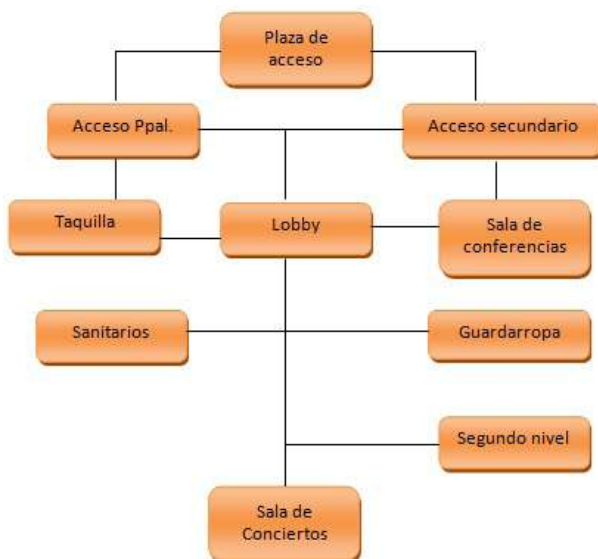 Plaza de
acceso
Acceso Ppal.
Acceso secundario
Taquilla
Lobby
Sala de
conferencias
Sanitarios
Guardarropa
Segundo nivel
Sala de
Conciertos